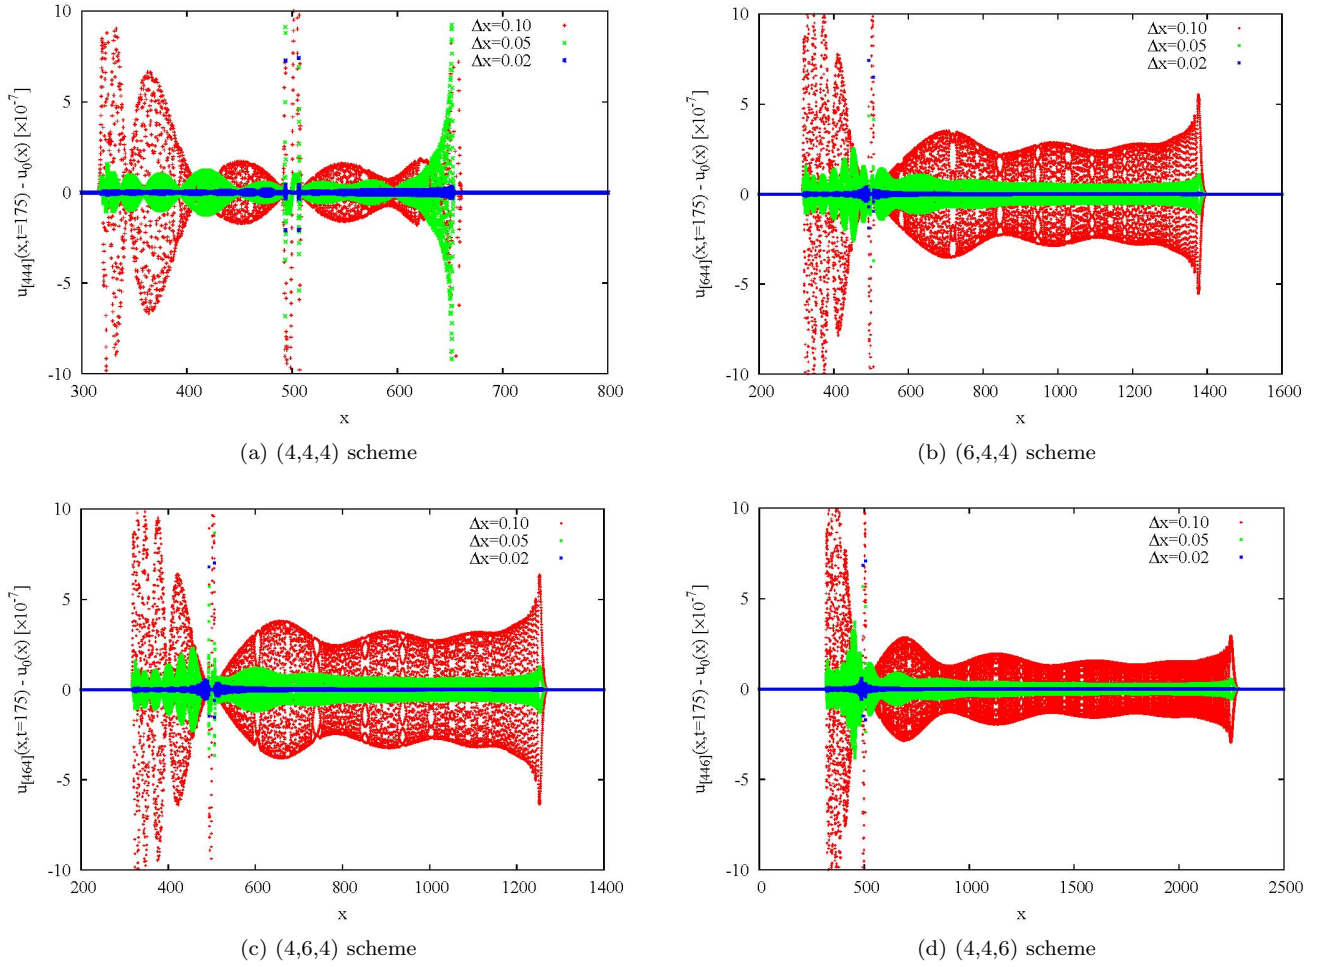 Δx=0.10
Δx=0.05
Δx=0.02
u[444](x,t=175) - u0(x) [×10-7]
10
5
0
-5
-10
300 400 500 600 700 800
x
(a) (4,4,4) scheme
Δx=0.10
Δx=0.05
Δx=0.02
u[644](x,t=175) - u0(x) [×10-7]
10
5
0
-5
-10
200 400 600 800 1000 1200 1400 1600
x
(b) (6,4,4) scheme
Δx=0.10
Δx=0.05
Δx=0.02
u[464](x,t=175) - u0(x) [×10-7]
10
5
0
-5
-10
200 400 600 800 1000 1200 1400
x
(c) (4,6,4) scheme
Δx=0.10
Δx=0.05
Δx=0.02
u[446](x,t=175) - u0(x) [×10-7]
10
5
0
-5
-10
0 500 1000 1500 2000 2500
x
(d) (4,4,6) scheme